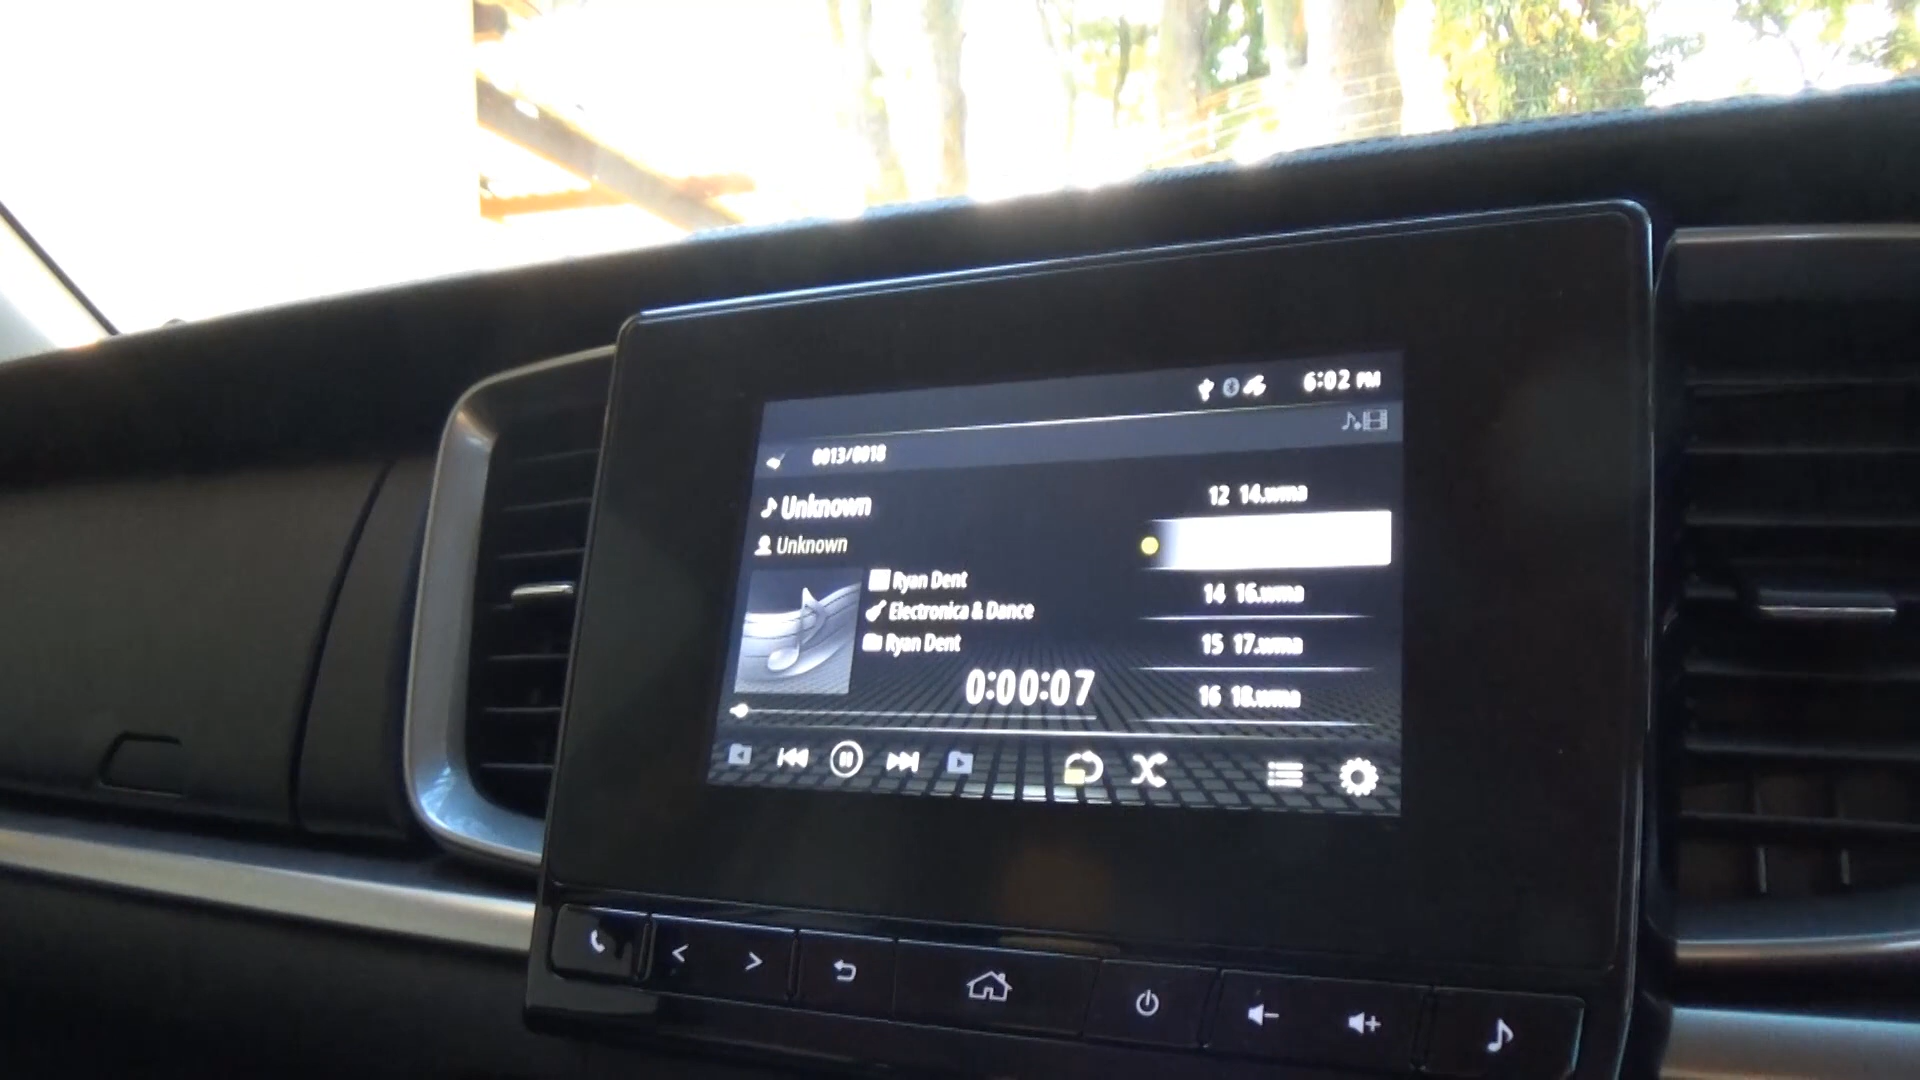 6:02 PM
0013/0018
Unknown
Unknown
Ryan Dent
Electronica & Dance
Ryan Dent
0:00:07
12 14.wma
14 16.wma
15 17.wma
16 18.wma